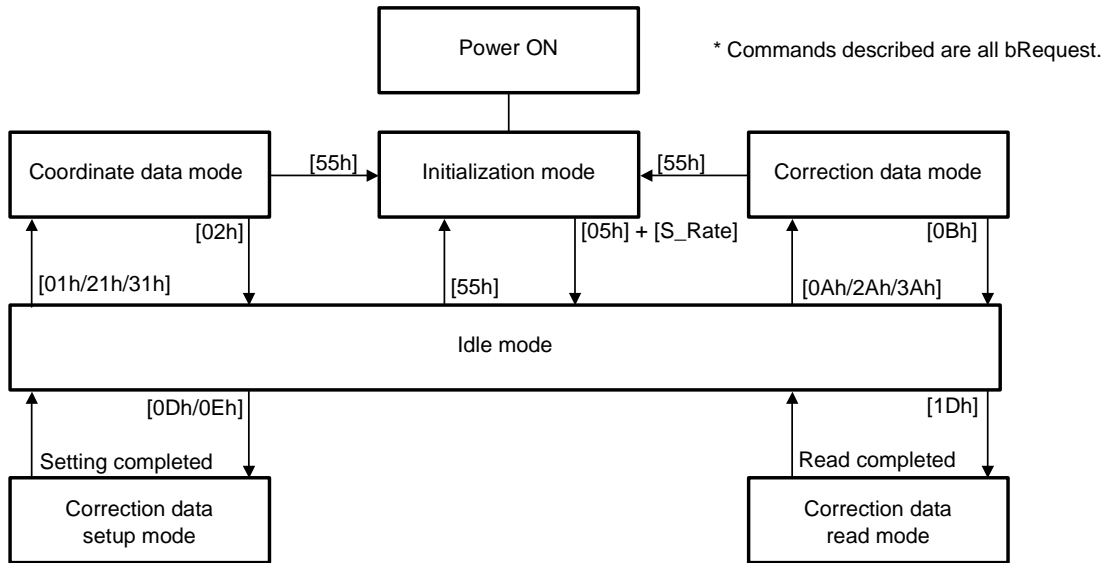 Power ON
* Commands described are all bRequest.
Coordinate data mode
[55h]
Initialization mode
[55h]
Correction data mode
[02h]
[05h] + [S_Rate]
[0Bh]
[01h/21h/31h]
[55h]
[0Ah/2Ah/3Ah]
Idle mode
[0Dh/0Eh]
[1Dh]
Setting completed
Read completed
Correction data
setup mode
Correction data
read mode